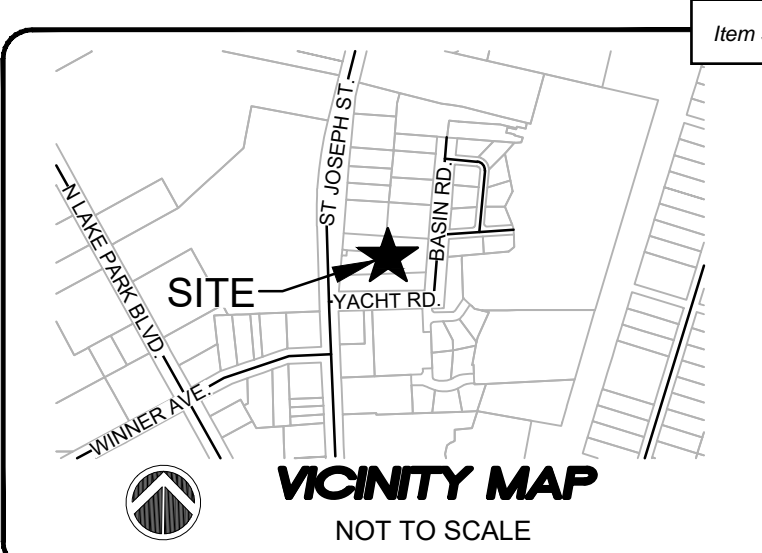 Item
ST JOSEPH ST.
N LAKE PARK BLVD.
BASIN RD.
SITE
YACHT RD.
WINNER AVE.
VICINITY MAP
NOT TO SCALE